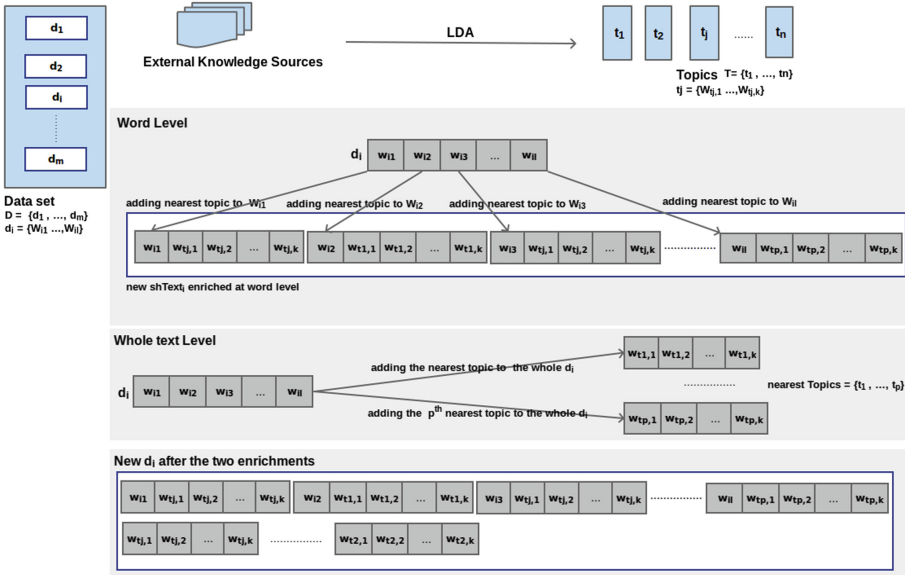 d1
d2
di
dm
Data set
D = {d1 , ..., dm}
di = {Wi1 ...,Wil}
External Knowledge Sources
LDA
t1 t2 tj ...... tn
Topics T= {t1 , ..., tn}
tj = {Wtj,1 ...,Wtj,k}
Word Level
di wi1 wi2 wi3 ... wil
adding nearest topic to Wi1 adding nearest topic to Wi2 adding nearest topic to Wi3 adding nearest topic to Wil
wi1 wtj,1 wtj,2 ... wtj,k wi2 wt1,1 wt1,2 ... wt1,k wi3 wtj,1 wtj,2 ... wtj,k ............... wil wtp,1 wtp,2 ... wtp,k
new shTexti enriched at word level
Whole text Level
wt1,1 wt1,2 ... wt1,k
adding the nearest topic to the whole di
di wi1 wi2 wi3 ... wil
............... nearest Topics = {t1 , ..., tp}
adding the pth nearest topic to the whole di
wtp,1 wtp,2 ... wtp,k
New di after the two enrichments
wi1 wtj,1 wtj,2 ... wtj,k wi2 wt1,1 wt1,2 ... wt1,k wi3 wtj,1 wtj,2 ... wtj,k ............... wil wtp,1 wtp,2 ... wtp,k
wtj,1 wtj,2 ... wtj,k ............... wt2,1 wt2,2 ... wt2,k